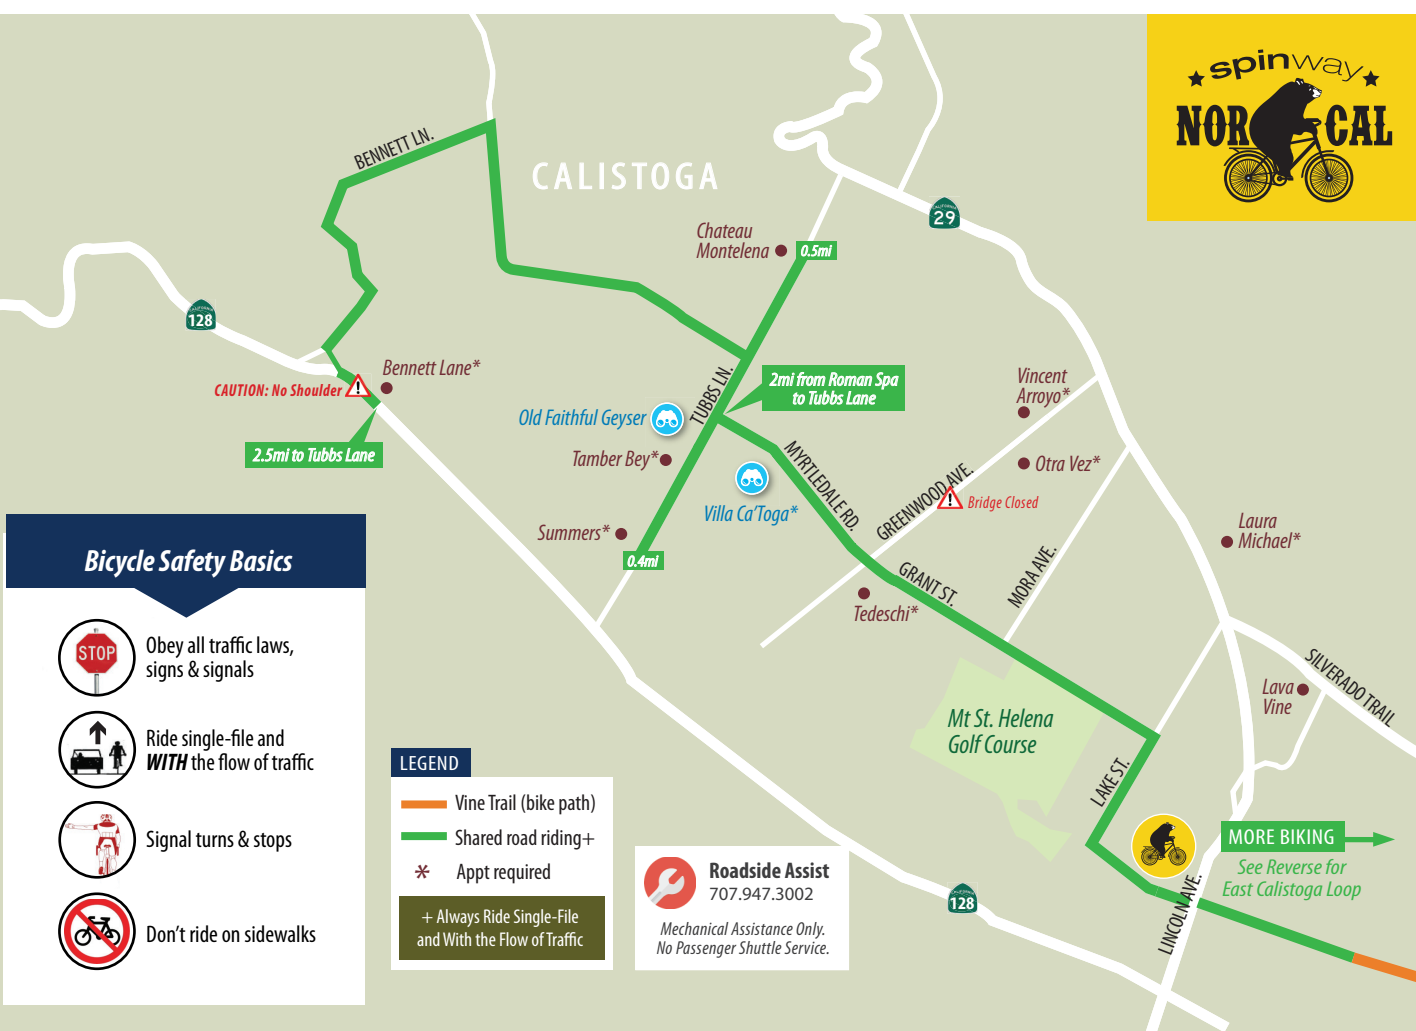 spinway
NOR CAL
BENNETT LN.
CALISTOGA
CALIFORNIA
29
Chateau
Montelena
0.5mi
CALIFORNIA
128
CAUTION: No Shoulder
!
Bennett Lane*
2mi from Roman Spa
to Tubbs Lane
TUBBS LN.
Vincent
Arroyo*
Old Faithful Geyser
2.5mi to Tubbs Lane
Tamber Bey*
MYRTLEDALE RD.
Otra Vez*
GREENWOOD AVE.
!
Bridge Closed
Villa Ca'Toga*
Summers*
0.4mi
Laura
Michael*
GRANT ST.
MORA AVE.
Tedeschi*
SILVERADO TRAIL
Lava
Vine
Mt St. Helena
Golf Course
LAKE ST.
MORE BIKING
See Reverse for
East Calistoga Loop
LINCOLN AVE.
CALIFORNIA
128
Bicycle Safety Basics
STOP
Obey all traffic laws,
signs & signals
Ride single-file and
WITH the flow of traffic
Signal turns & stops
Don't ride on sidewalks
LEGEND
Vine Trail (bike path)
Shared road riding+
* Appt required
+ Always Ride Single-File
and With the Flow of Traffic
Roadside Assist
707.947.3002
Mechanical Assistance Only.
No Passenger Shuttle Service.